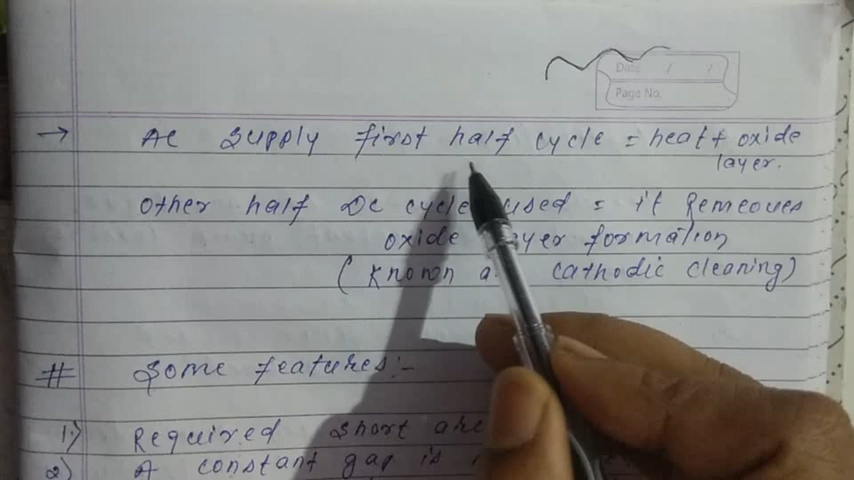 Date / /
Page No.
→ AC Supply first half cycle = heat + oxide
layer.
Other half DC cycle used = it Remeoves
oxide layer formation
(known as cathodic cleaning)
# Some features:-
1.) Required short arc
2) A constant gap is